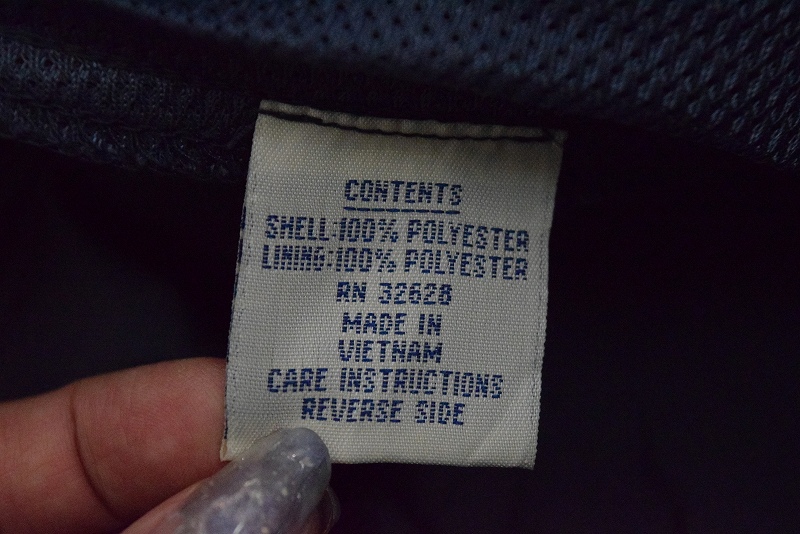 CONTENTS
SHELL:100% POLYESTER
LINING:100% POLYESTER
RN 32628
MADE IN
VIETNAM
CARE INSTRUCTIONS
REVERSE SIDE